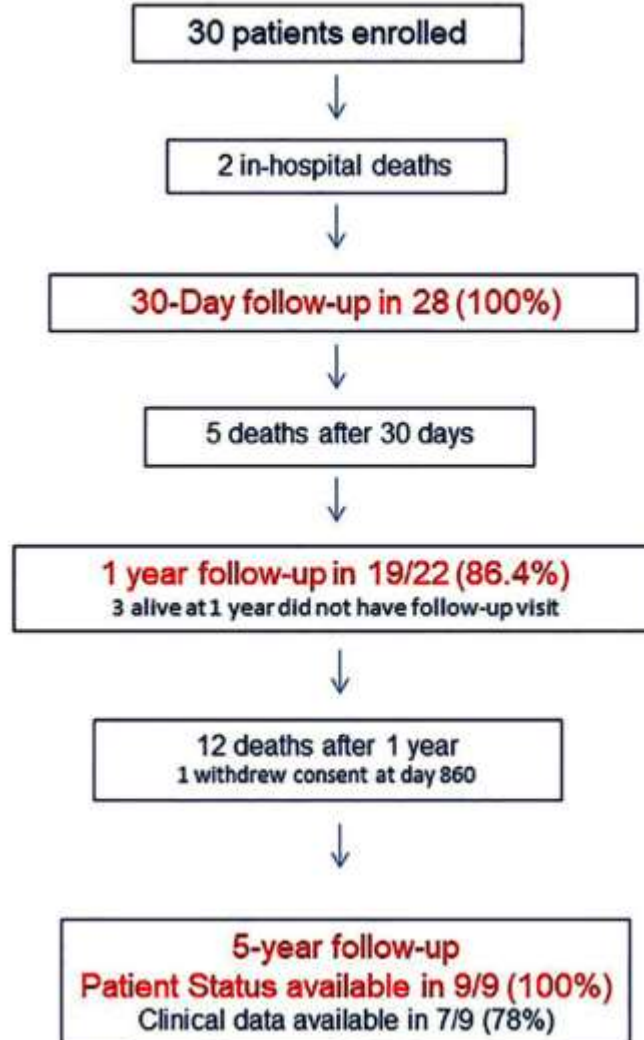 30 patients enrolled
2 in-hospital deaths
30-Day follow-up in 28 (100%)
5 deaths after 30 days
1 year follow-up in 19/22 (86.4%)
3 alive at 1 year did not have follow-up visit
12 deaths after 1 year
1 withdrew consent at day 860
5-year follow-up
Patient Status available in 9/9 (100%)
Clinical data available in 7/9 (78%)